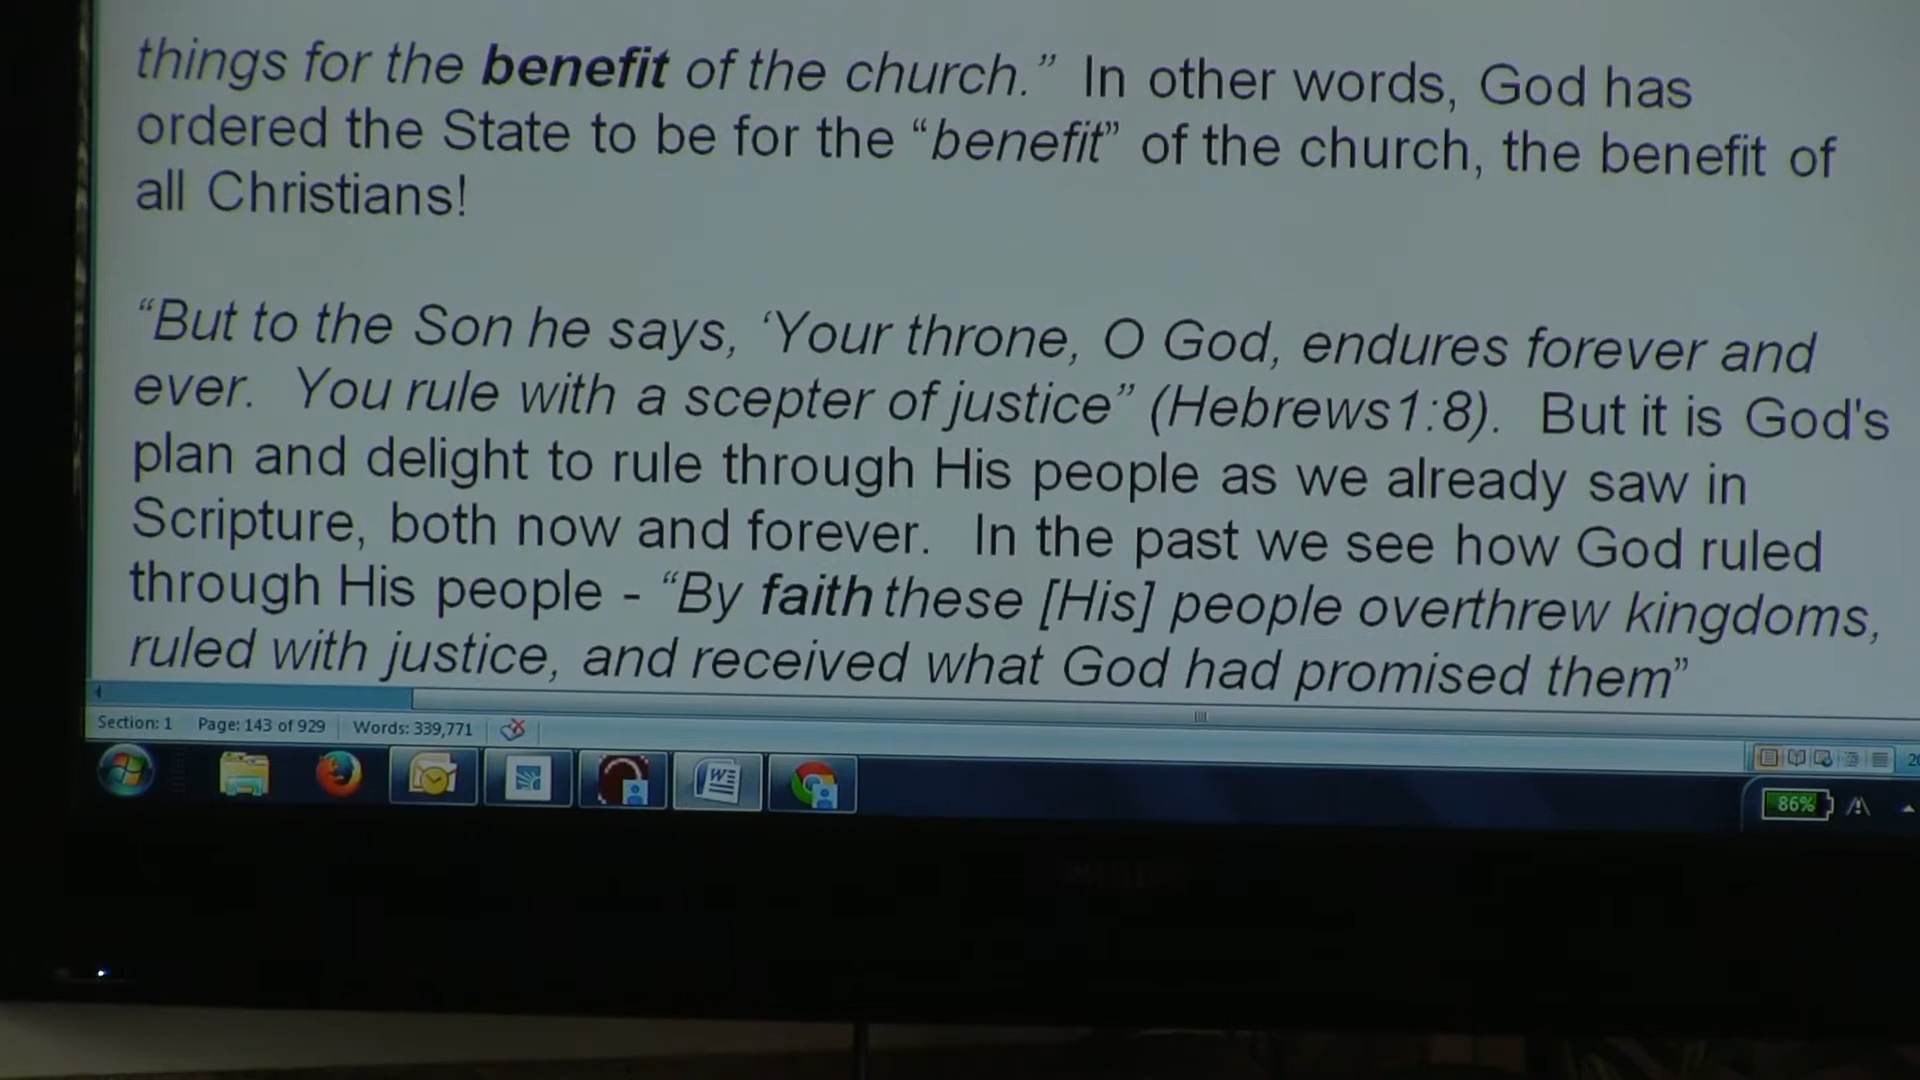 things for the benefit of the church.” In other words, God has
ordered the State to be for the “benefit” of the church, the benefit of
all Christians!
“But to the Son he says, ‘Your throne, O God, endures forever and
ever. You rule with a scepter of justice” (Hebrews1:8). But it is God's
plan and delight to rule through His people as we already saw in
Scripture, both now and forever. In the past we see how God ruled
through His people - “By faith these [His] people overthrew kingdoms,
ruled with justice, and received what God had promised them”
Section: 1 Page: 143 of 929 Words: 339,771
86%